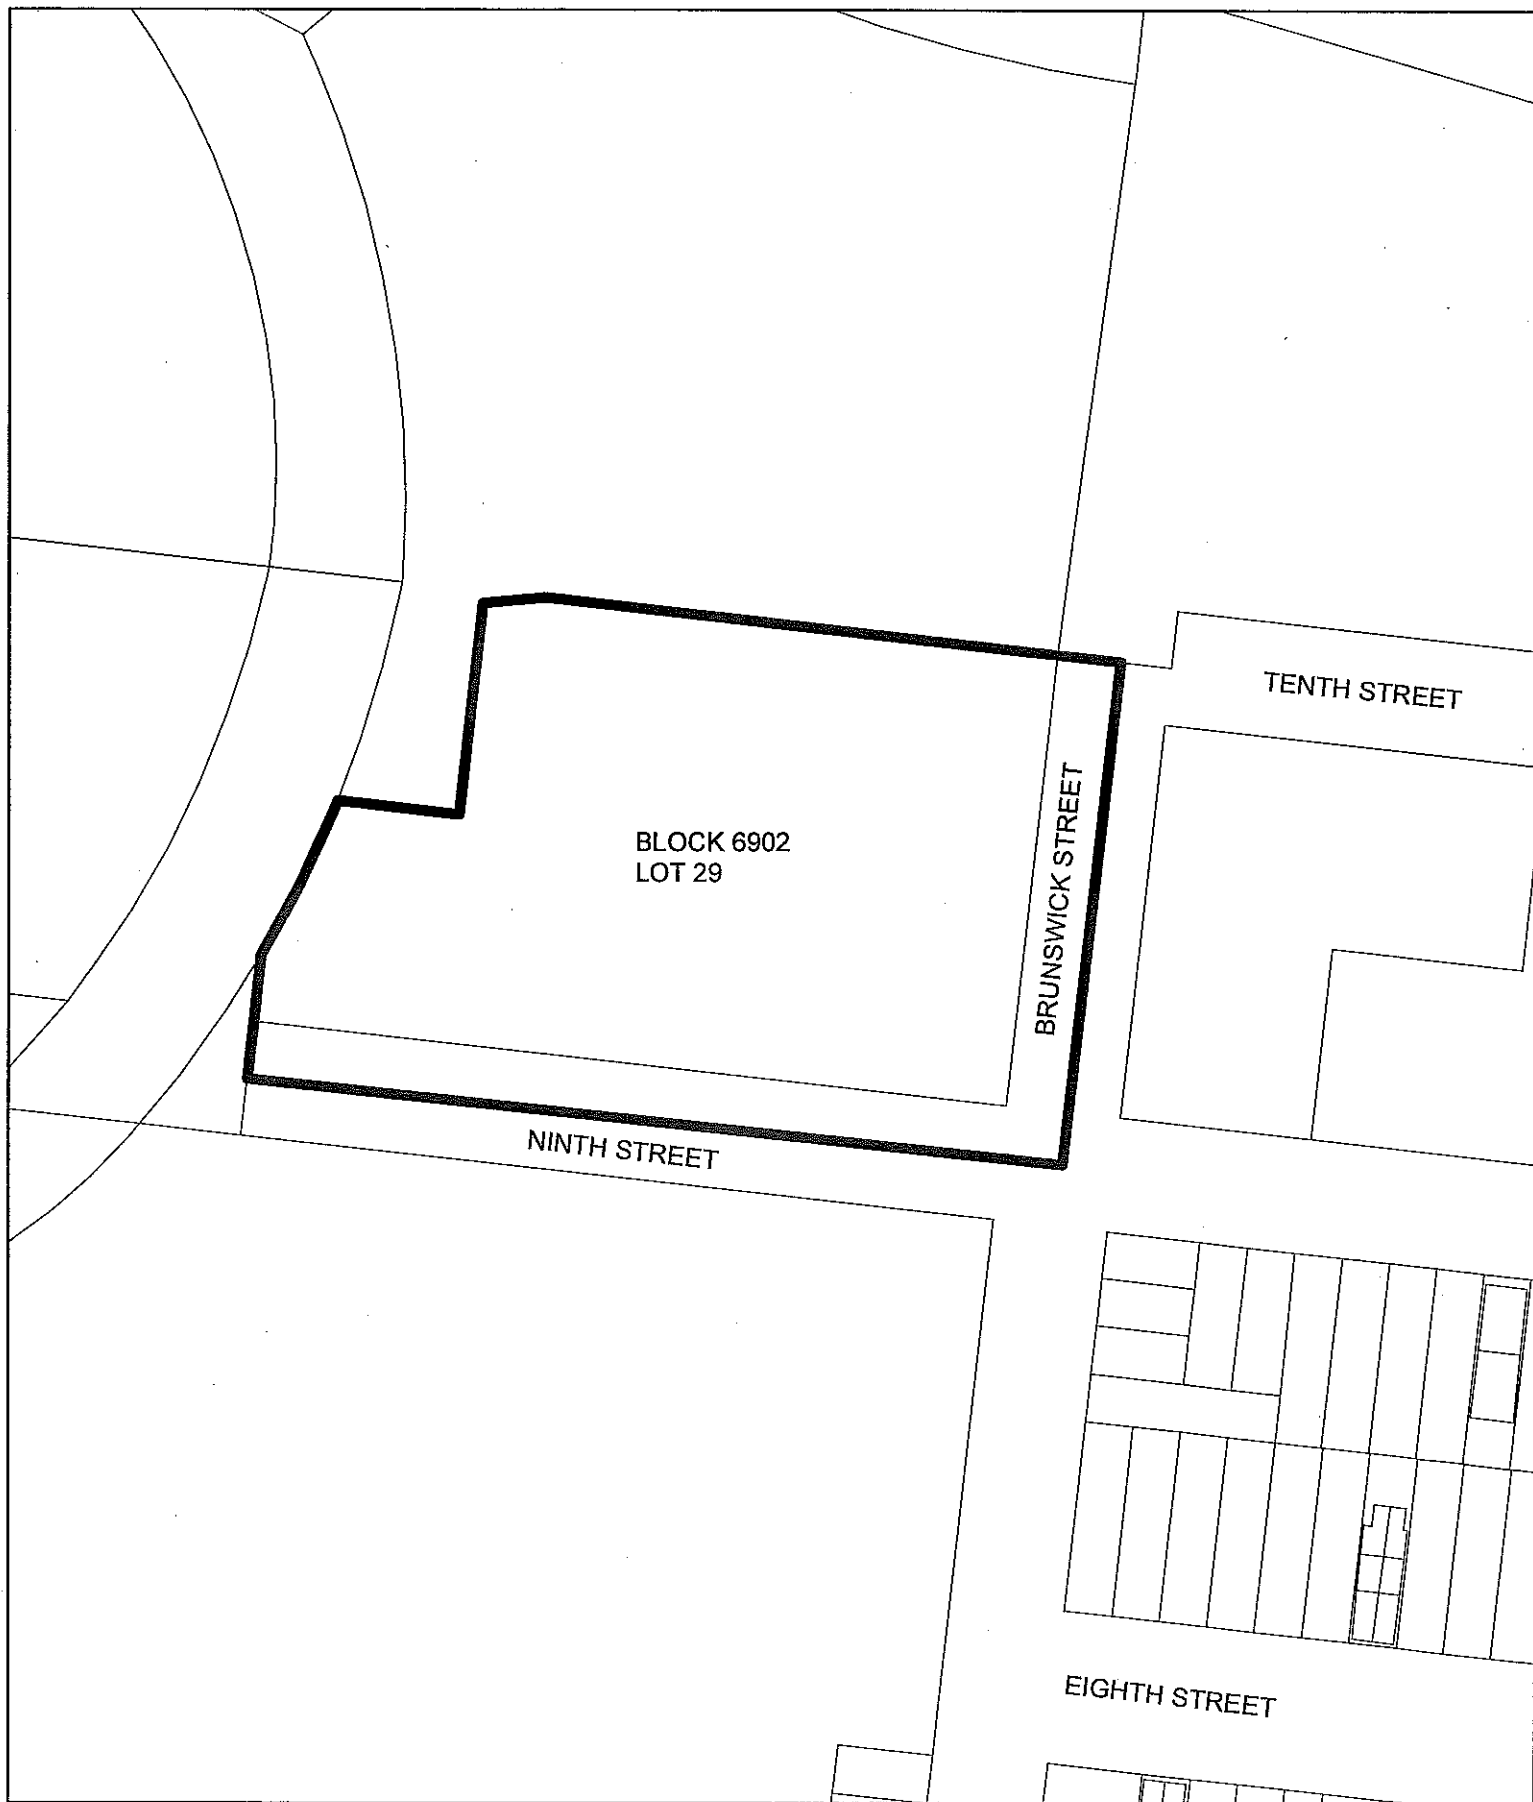 TENTH STREET
BRUNSWICK STREET
BLOCK 6902
LOT 29
NINTH STREET
EIGHTH STREET